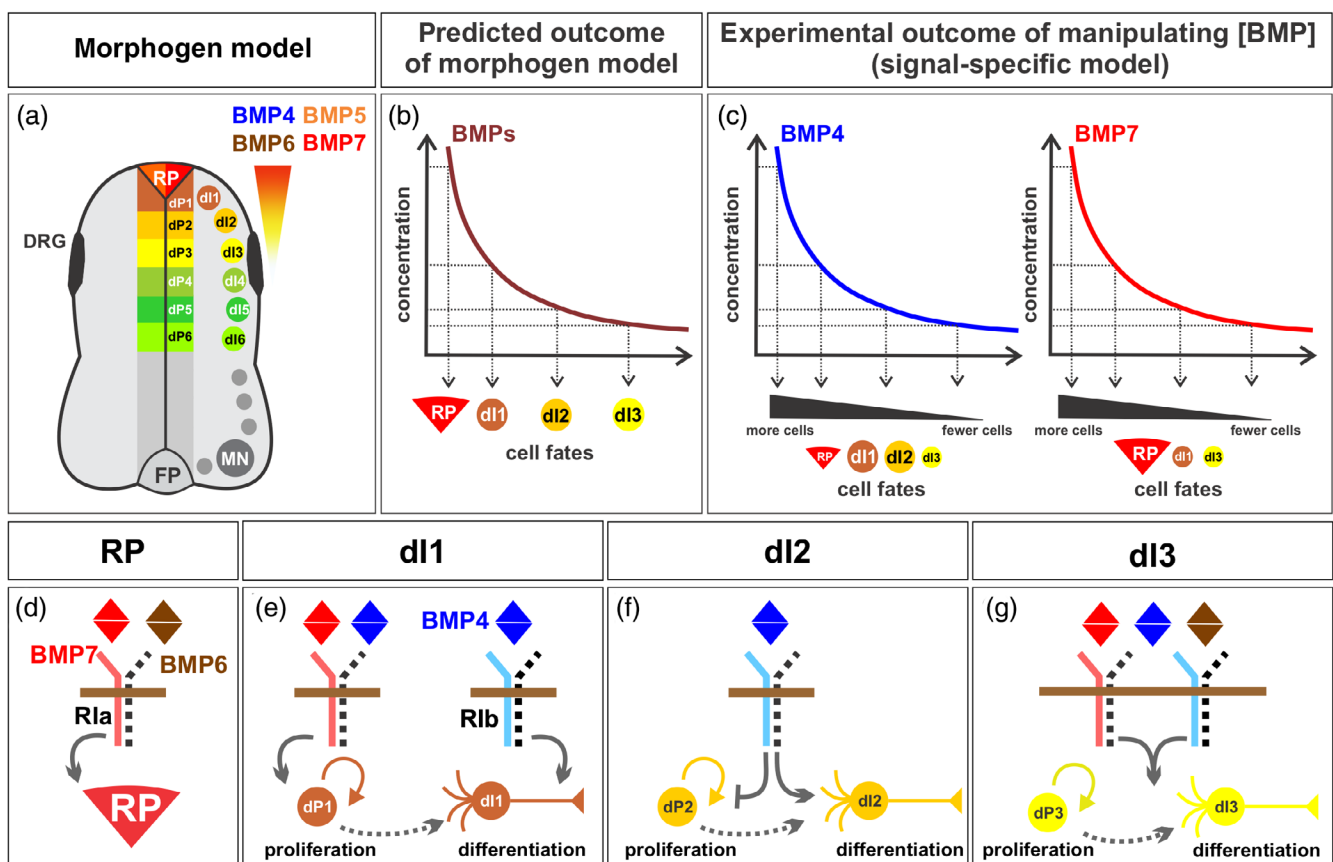 Morphogen model
Predicted outcome
of morphogen model
Experimental outcome of manipulating [BMP]
(signal-specific model)
(a)
BMP4 BMP5
BMP6 BMP7
RP
dP1 dI1
dP2 dI2
DRG
dP3 dI3
dP4 dI4
dP5 dI5
dP6 dI6
MN
FP
(b)
BMPs
concentration
RP dI1 dI2 dI3
cell fates
(c)
BMP4
concentration
more cells fewer cells
RP dI1 dI2 dI3
cell fates
BMP7
concentration
more cells fewer cells
RP dI1 dI3
cell fates
RP
dI1
dI2
dI3
(d)
BMP7
BMP6
RIa
RP
(e)
BMP4
RIb
dP1 dI1
proliferation differentiation
(f)
dP2 dI2
proliferation differentiation
(g)
dP3 dI3
proliferation differentiation